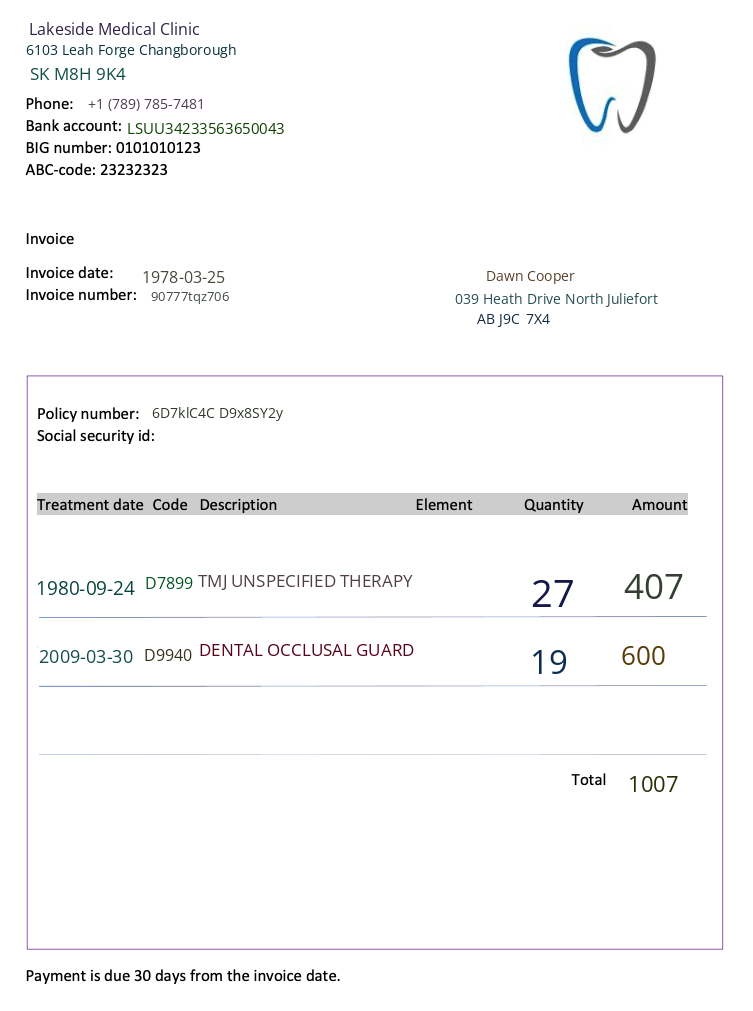 Lakeside Medical Clinic
6103 Leah Forge Changborough
SK M8H 9K4
Phone: +1 (789) 785-7481
Bank account: LSUU34233563650043
BIG number: 0101010123
ABC-code: 23232323
Invoice
Invoice date: 1978-03-25
Invoice number: 90777tqz706
Dawn Cooper
039 Heath Drive North Juliefort
AB J9C 7X4
Policy number: 6D7klC4C D9x8SY2y
Social security id:
Treatment date Code Description Element Quantity Amount
1980-09-24 D7899 TMJ UNSPECIFIED THERAPY 27 407
2009-03-30 D9940 DENTAL OCCLUSAL GUARD 19 600
Total 1007
Payment is due 30 days from the invoice date.